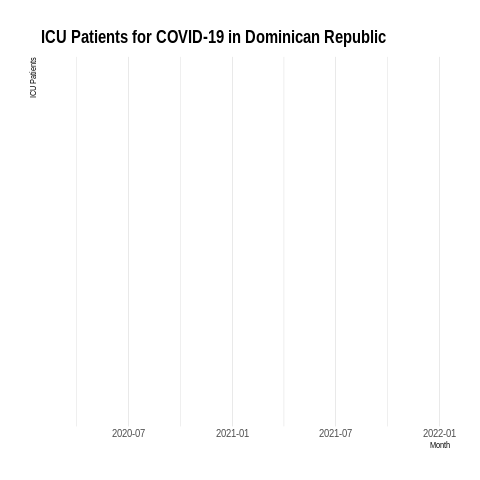 ICU Patients for COVID-19 in Dominican Republic
ICU Patients
2020-07 2021-01 2021-07 2022-01
Month